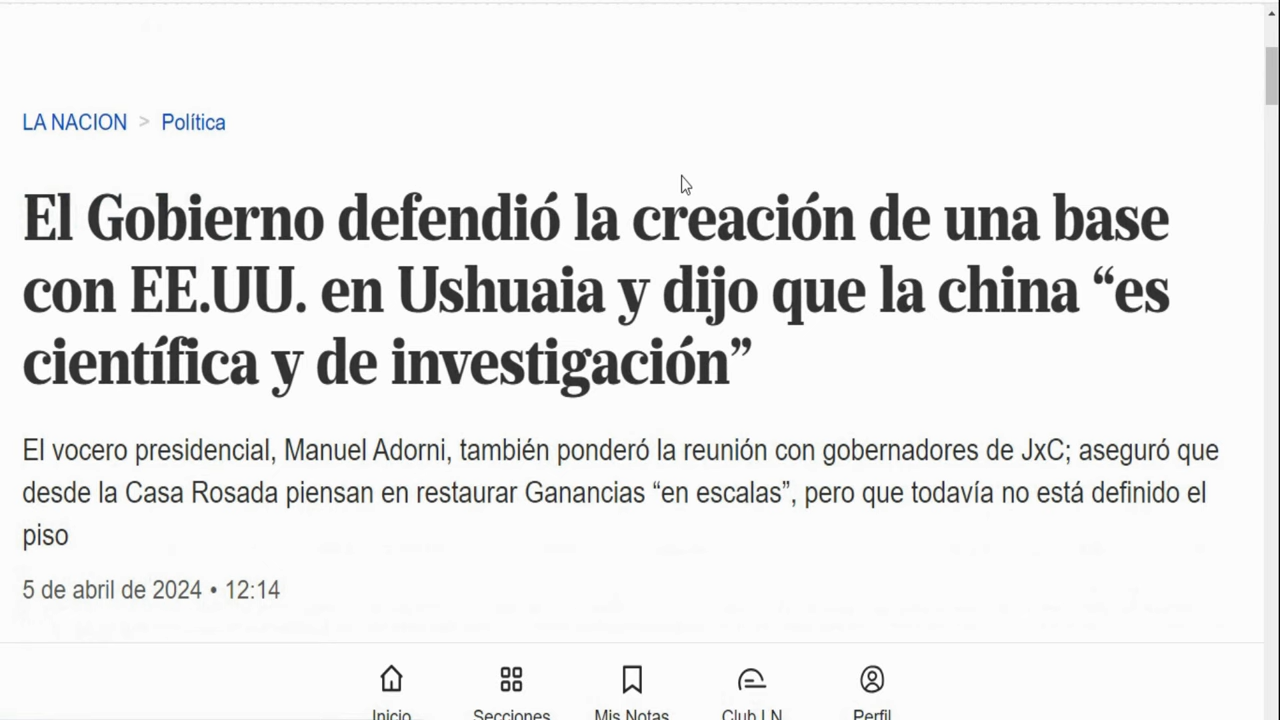 LA NACION > Política
El Gobierno defendió la creación de una base
con EE.UU. en Ushuaia y dijo que la china “es
científica y de investigación”
El vocero presidencial, Manuel Adorni, también ponderó la reunión con gobernadores de JxC; aseguró que
desde la Casa Rosada piensan en restaurar Ganancias “en escalas”, pero que todavía no está definido el
piso
5 de abril de 2024 • 12:14
Inicio Secciones Mis Notas Club LN Perfil